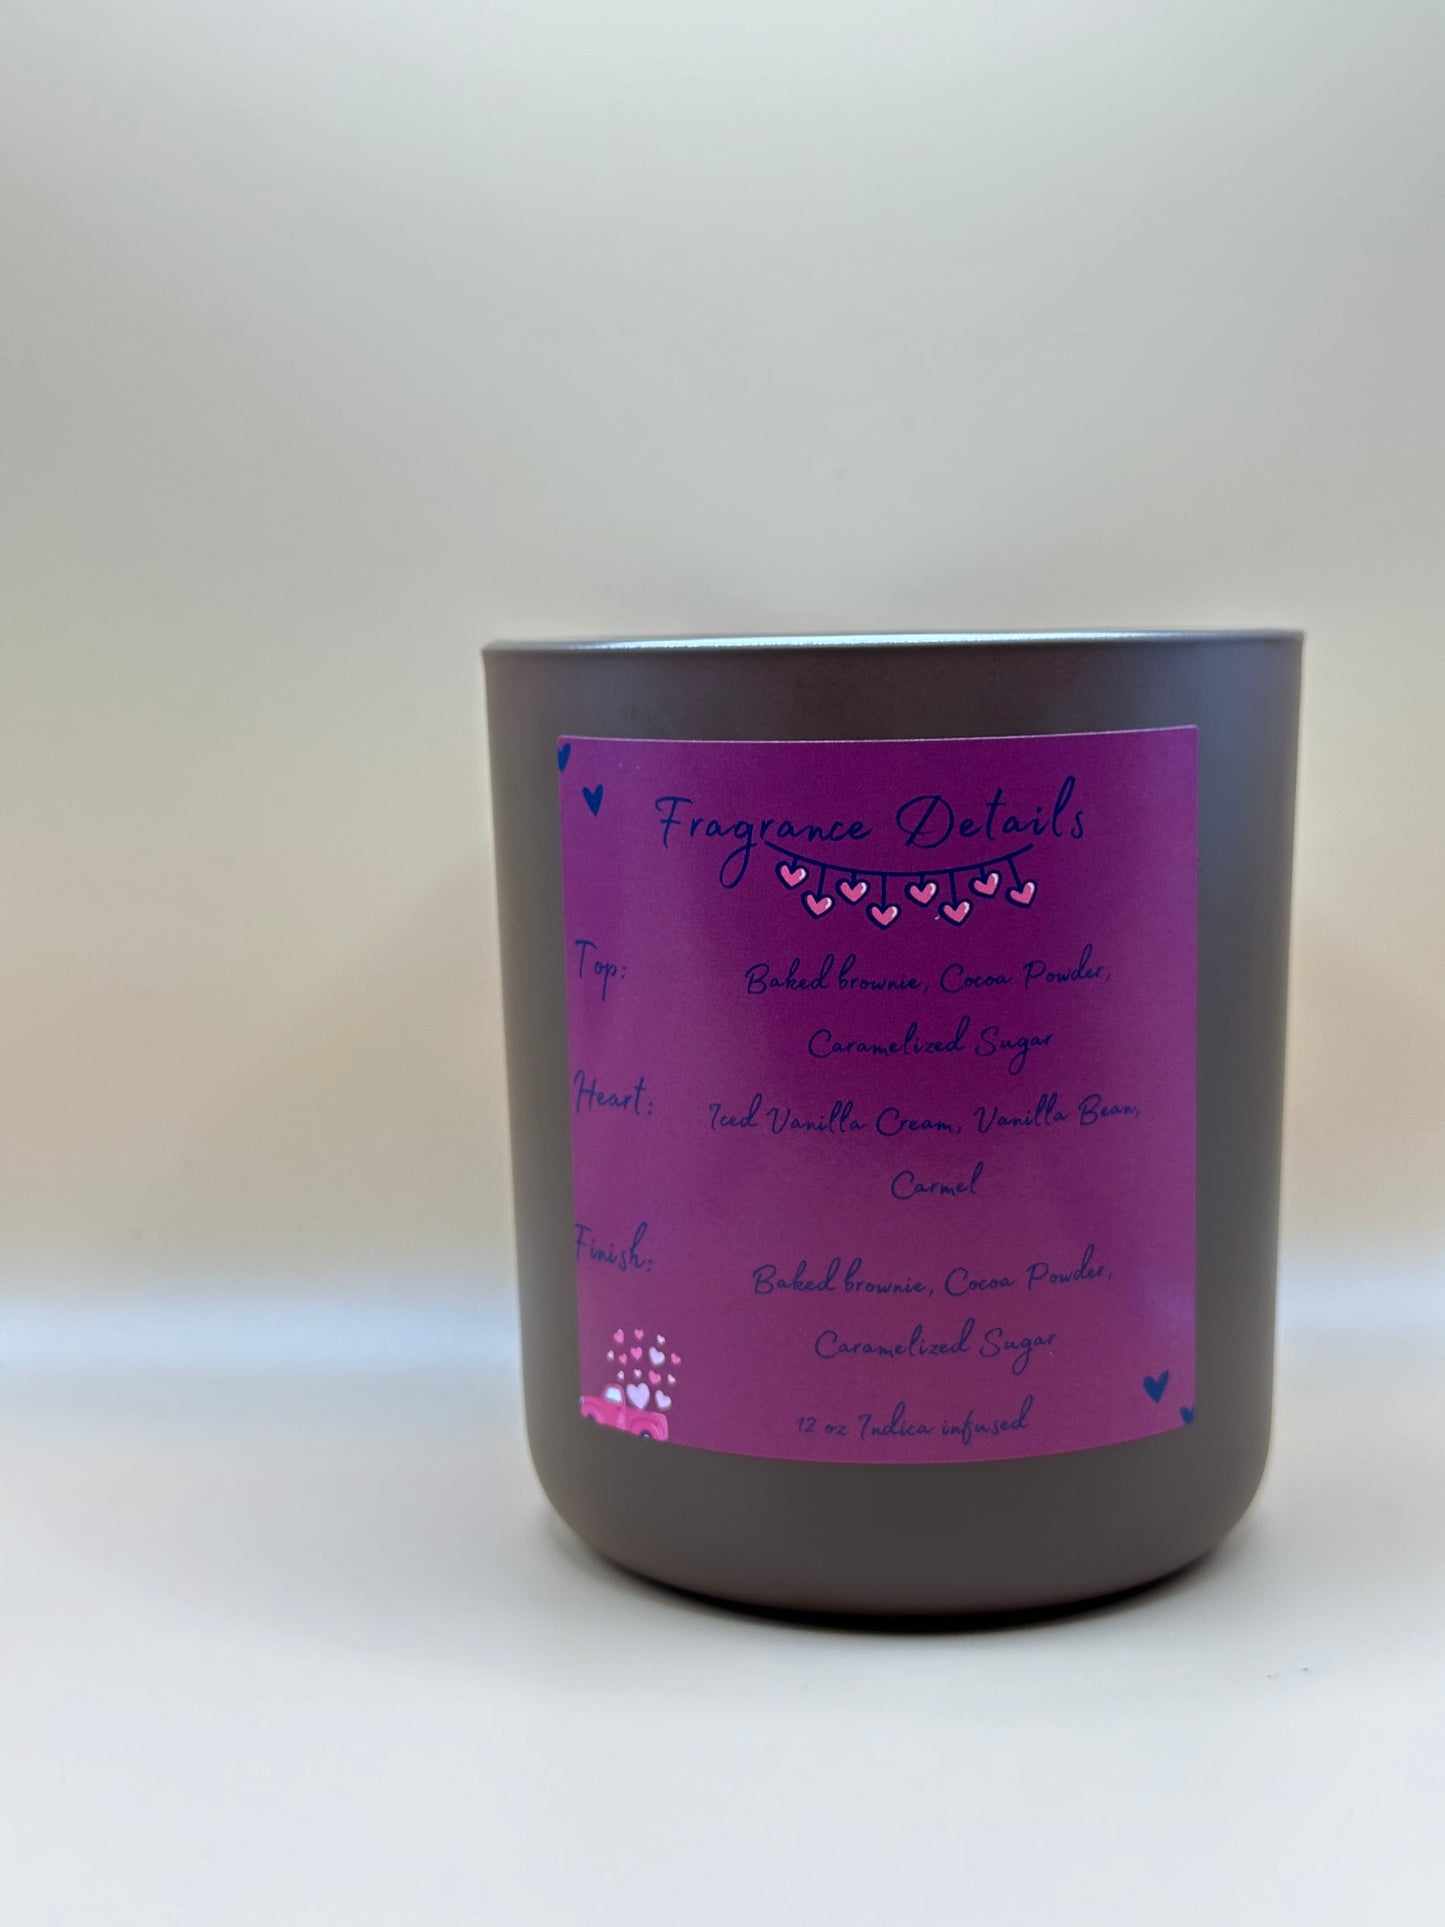 Fragrance Details
Top: Baked brownie, Cocoa Powder,
Caramelized Sugar
Heart: Iced Vanilla Cream, Vanilla Bean,
Carmel
Finish: Baked brownie, Cocoa Powder,
Caramelized Sugar
12 oz Indica infused